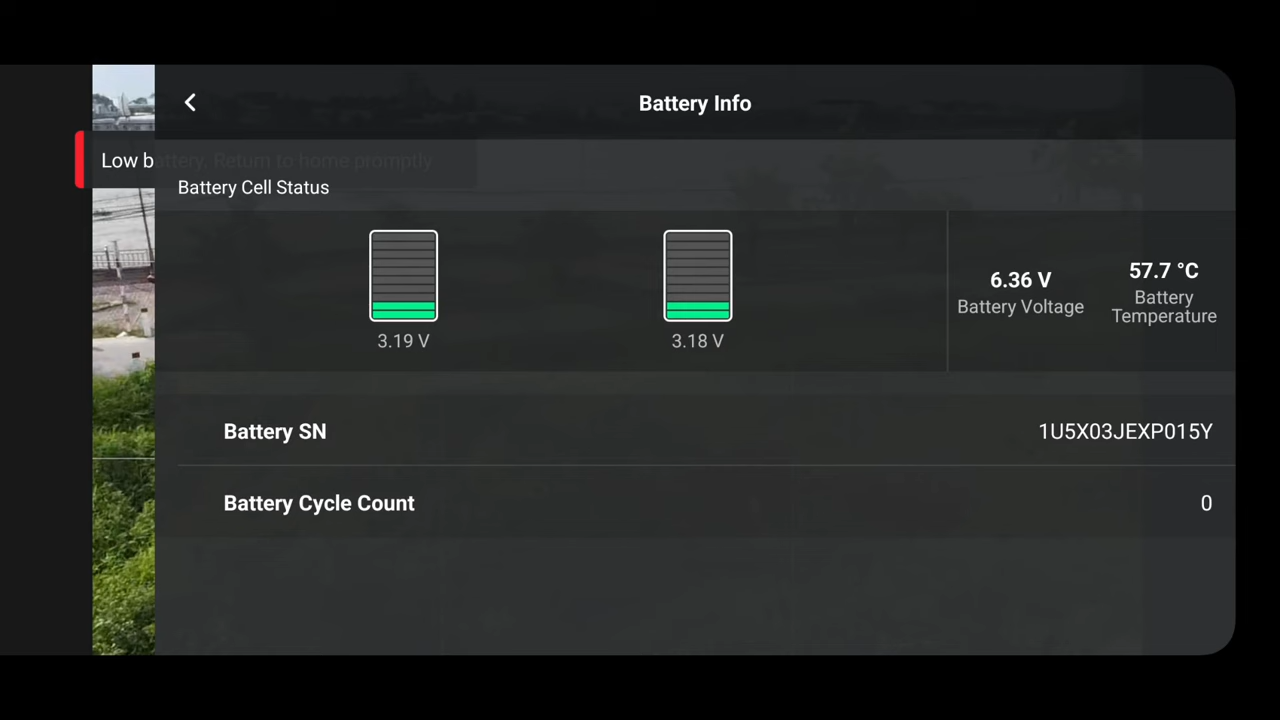 Battery Info
Low battery. Return to home promptly
Battery Cell Status
3.19 V
3.18 V
6.36 V
Battery Voltage
57.7 °C
Battery
Temperature
Battery SN
1U5X03JEXP015Y
Battery Cycle Count
0